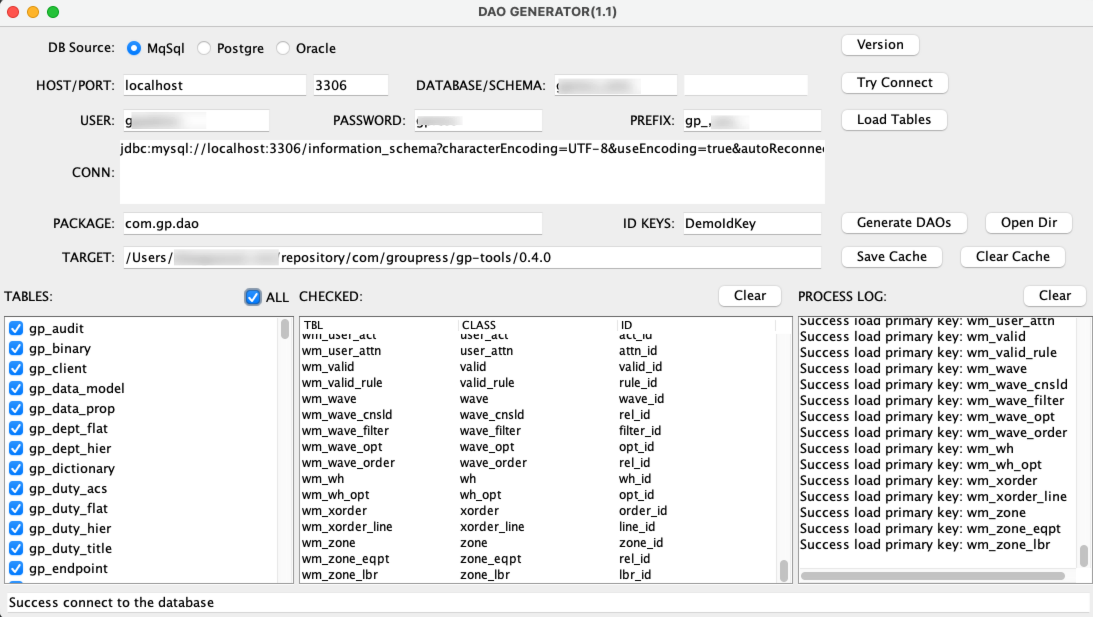 DAO GENERATOR(1.1)
DB Source: MqSql Postgre Oracle Version
HOST/PORT: localhost 3306 DATABASE/SCHEMA: Try Connect
USER: PASSWORD: PREFIX: gp_, Load Tables
jdbc:mysql://localhost:3306/information_schema?characterEncoding=UTF-8&useEncoding=true&autoReconne
CONN:
PACKAGE: com.gp.dao ID KEYS: DemoIdKey Generate DAOs Open Dir
TARGET: /Users/ /repository/com/groupress/gp-tools/0.4.0 Save Cache Clear Cache
TABLES: ALL
gp_audit
gp_binary
gp_client
gp_data_model
gp_data_prop
gp_dept_flat
gp_dept_hier
gp_dictionary
gp_duty_acs
gp_duty_flat
gp_duty_hier
gp_duty_title
gp_endpoint
CHECKED: Clear
TBL CLASS ID
wm_user_act user_act act_id
wm_user_attn user_attn attn_id
wm_valid valid valid_id
wm_valid_rule valid_rule rule_id
wm_wave wave wave_id
wm_wave_cnsld wave_cnsld rel_id
wm_wave_filter wave_filter filter_id
wm_wave_opt wave_opt opt_id
wm_wave_order wave_order rel_id
wm_wh wh wh_id
wm_wh_opt wh_opt opt_id
wm_xorder xorder order_id
wm_xorder_line xorder_line line_id
wm_zone zone zone_id
wm_zone_eqpt zone_eqpt rel_id
wm_zone_lbr zone_lbr lbr_id
PROCESS LOG: Clear
Success load primary key: wm_user_attn
Success load primary key: wm_valid
Success load primary key: wm_valid_rule
Success load primary key: wm_wave
Success load primary key: wm_wave_cnsld
Success load primary key: wm_wave_filter
Success load primary key: wm_wave_opt
Success load primary key: wm_wave_order
Success load primary key: wm_wh
Success load primary key: wm_wh_opt
Success load primary key: wm_xorder
Success load primary key: wm_xorder_line
Success load primary key: wm_zone
Success load primary key: wm_zone_eqpt
Success load primary key: wm_zone_lbr
Success connect to the database